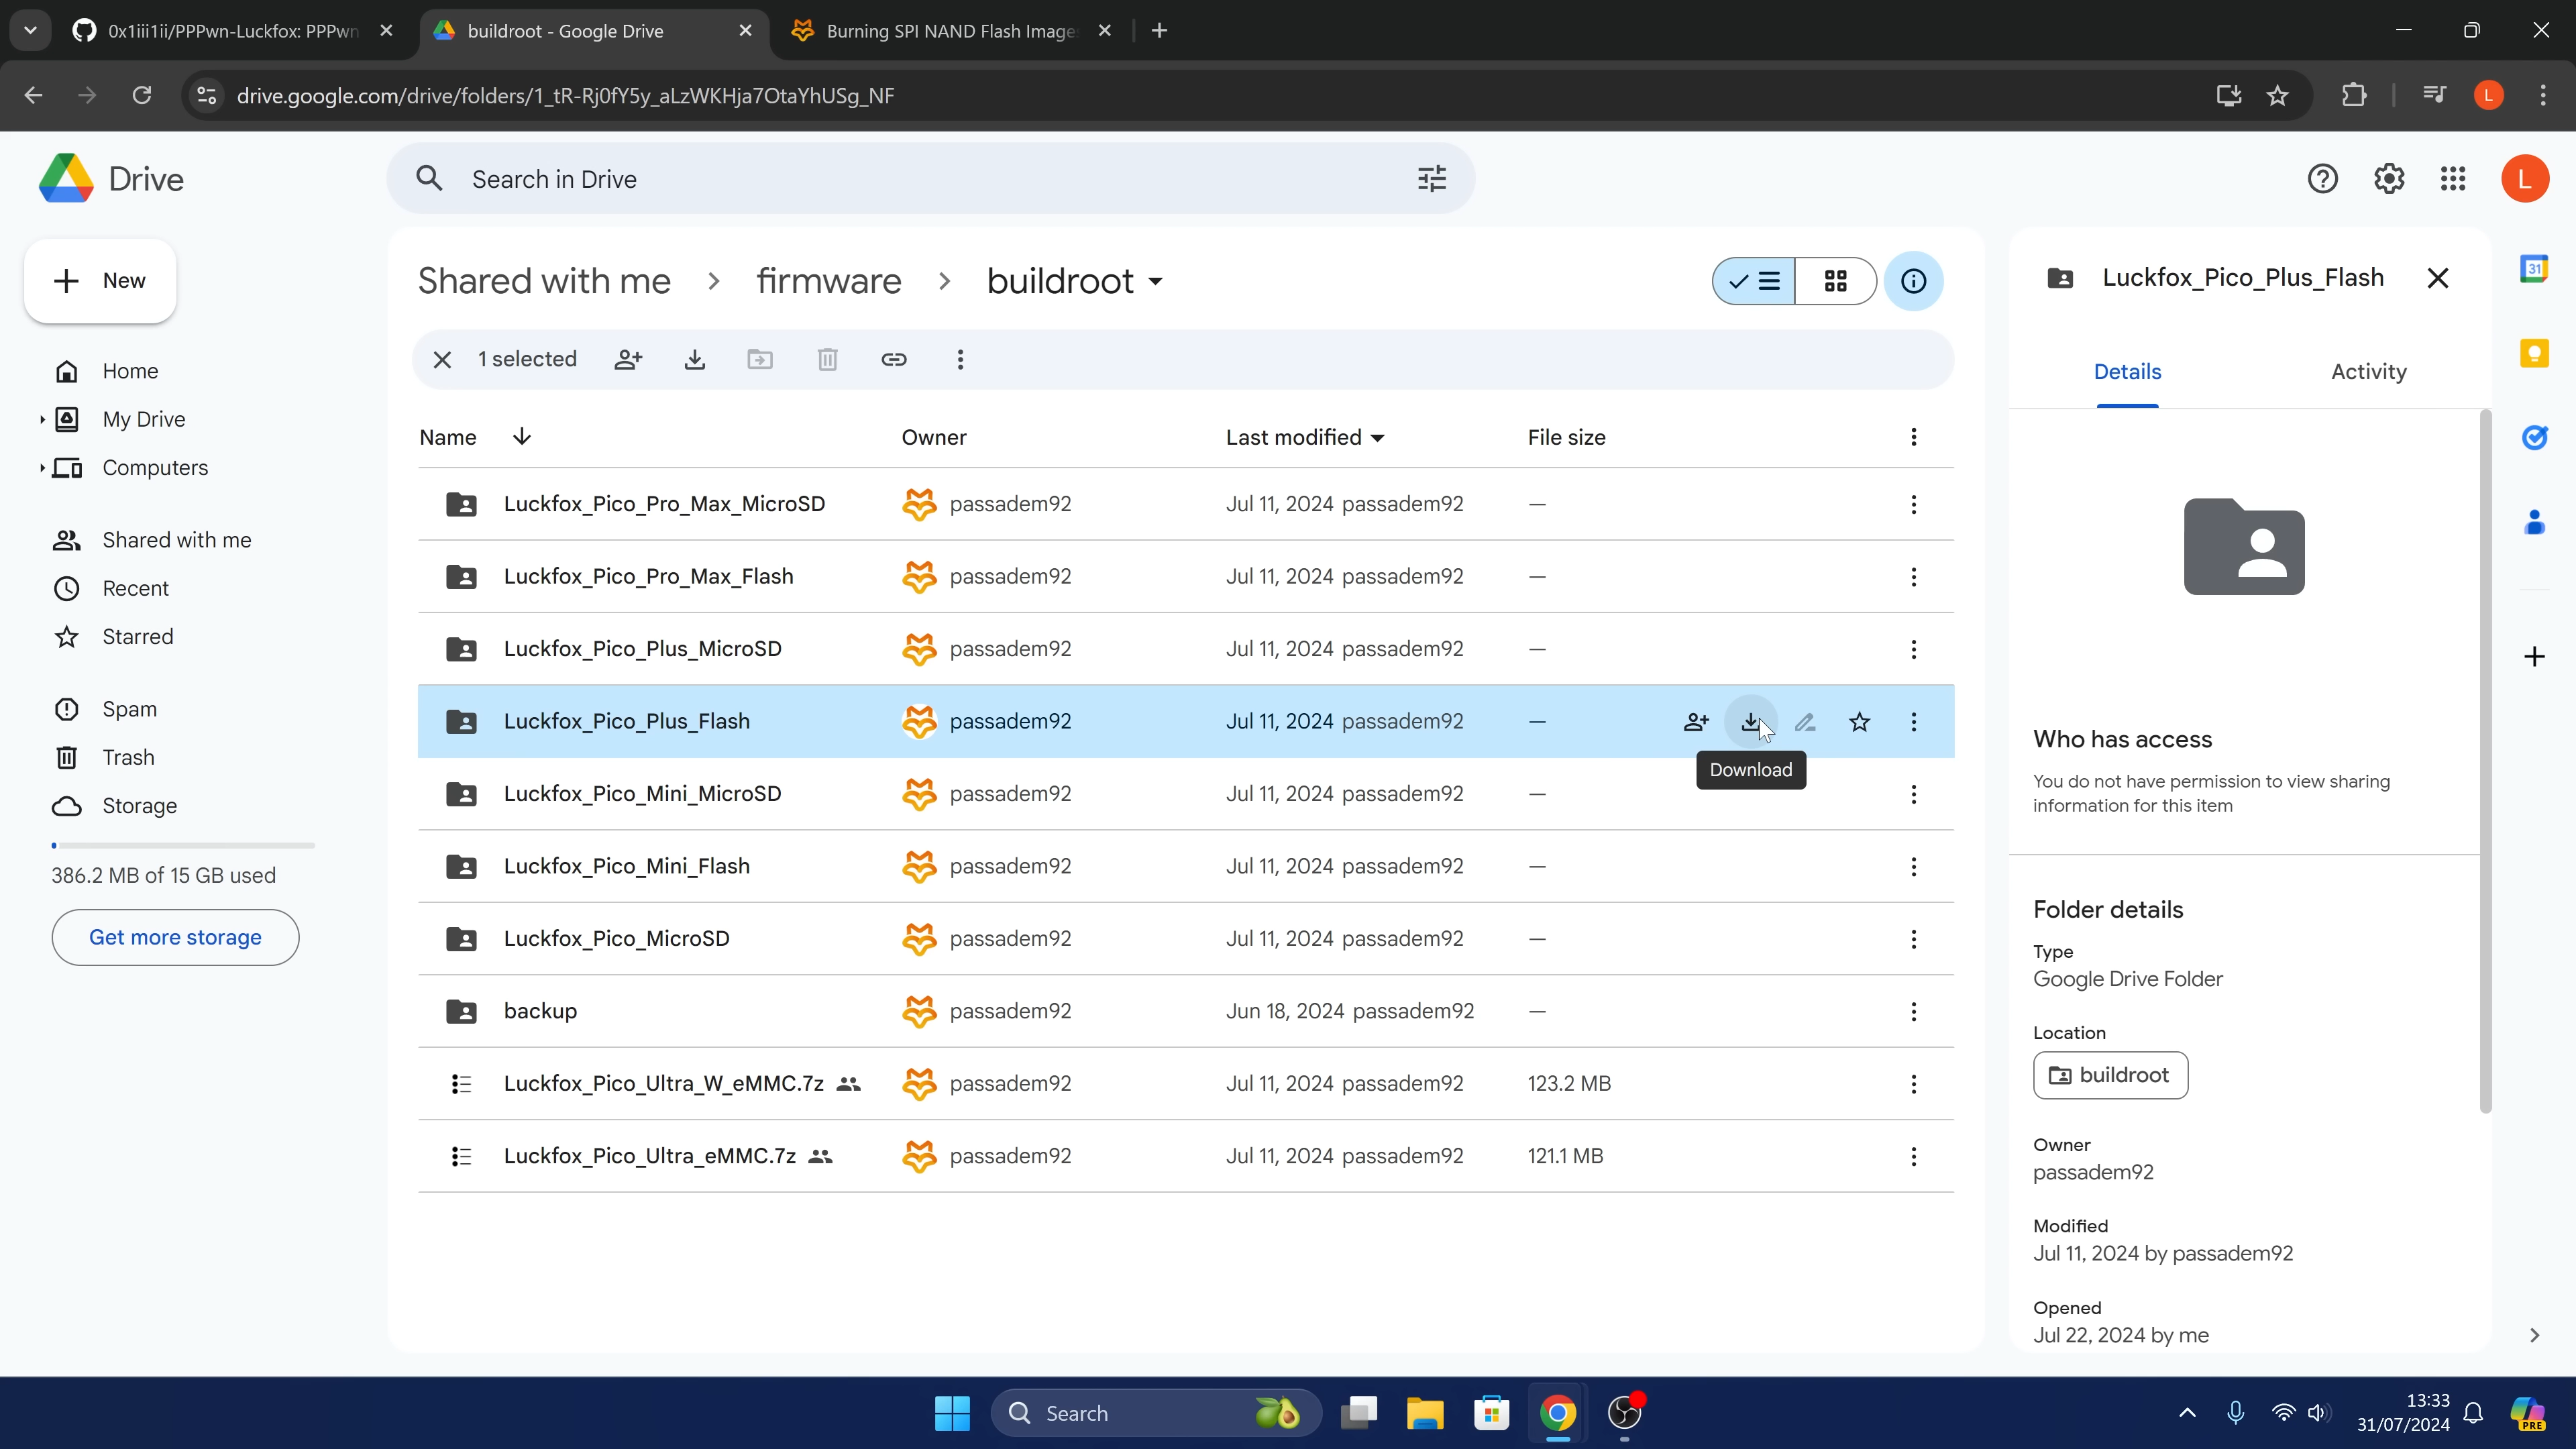 0x1iii1ii/PPPwn-Luckfox: PPPwn
buildroot - Google Drive
Burning SPI NAND Flash Image
drive.google.com/drive/folders/1_tR-Rj0fY5y_aLzWKHja7OtaYhUSg_NF
L
Drive
Search in Drive
L
New
Home
My Drive
Computers
Shared with me
Recent
Starred
Spam
Trash
Storage
386.2 MB of 15 GB used
Get more storage
Shared with me > firmware > buildroot
1 selected
Name Owner Last modified File size
Luckfox_Pico_Pro_Max_MicroSD passadem92 Jul 11, 2024 passadem92 —
Luckfox_Pico_Pro_Max_Flash passadem92 Jul 11, 2024 passadem92 —
Luckfox_Pico_Plus_MicroSD passadem92 Jul 11, 2024 passadem92 —
Luckfox_Pico_Plus_Flash passadem92 Jul 11, 2024 passadem92 —
Download
Luckfox_Pico_Mini_MicroSD passadem92 Jul 11, 2024 passadem92 —
Luckfox_Pico_Mini_Flash passadem92 Jul 11, 2024 passadem92 —
Luckfox_Pico_MicroSD passadem92 Jul 11, 2024 passadem92 —
backup passadem92 Jun 18, 2024 passadem92 —
Luckfox_Pico_Ultra_W_eMMC.7z passadem92 Jul 11, 2024 passadem92 123.2 MB
Luckfox_Pico_Ultra_eMMC.7z passadem92 Jul 11, 2024 passadem92 121.1 MB
Luckfox_Pico_Plus_Flash
Details Activity
Who has access
You do not have permission to view sharing
information for this item
Folder details
Type
Google Drive Folder
Location
buildroot
Owner
passadem92
Modified
Jul 11, 2024 by passadem92
Opened
Jul 22, 2024 by me
31
Search
13:33
31/07/2024
PRE